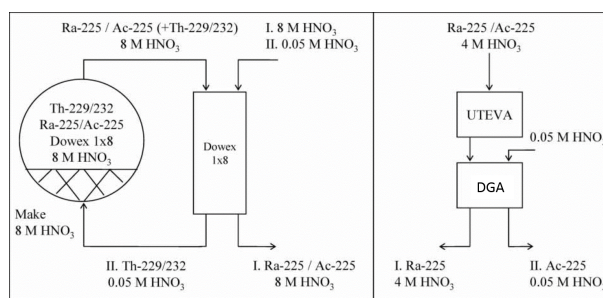 Ra-225 / Ac-225 (+Th-229/232)
8 M HNO₃
I. 8 M HNO₃
II. 0.05 M HNO₃
Th-229/232
Ra-225/Ac-225
Dowex 1x8
8 M HNO₃
Dowex
1x8
Make
8 M HNO₃
II. Th-229/232
0.05 M HNO₃
I. Ra-225 / Ac-225
8 M HNO₃
Ra-225 /Ac-225
4 M HNO₃
UTEVA
0.05 M HNO₃
DGA
I. Ra-225
4 M HNO₃
II. Ac-225
0.05 M HNO₃